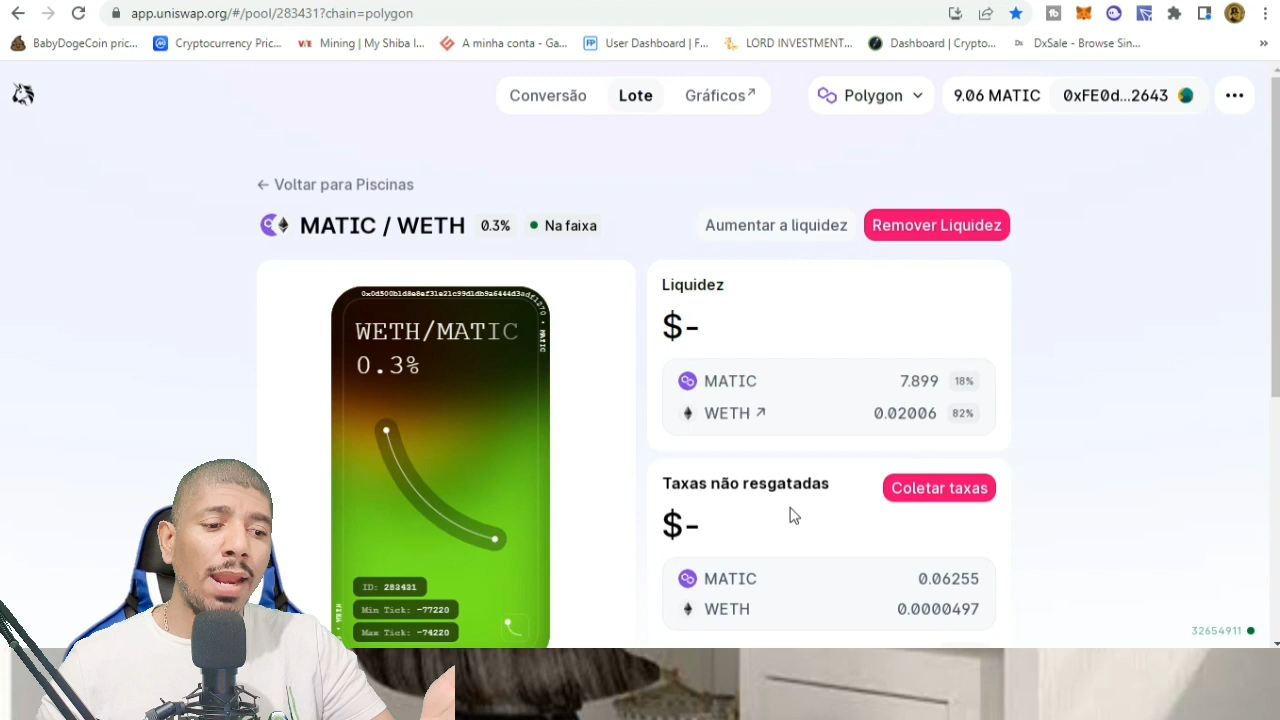 app.uniswap.org/#/pool/283431?chain=polygon
BabyDogeCoin pric...
Cryptocurrency Pric...
Mining | My Shiba I...
A minha conta - Ga...
User Dashboard | F...
LORD INVESTMENT...
Dashboard | Crypto...
DxSale - Browse Sin...
»
Conversão
Lote
Gráficos↗
Polygon
9.06 MATIC
0xFE0d...2643
← Voltar para Piscinas
MATIC / WETH
0.3%
Na faixa
Aumentar a liquidez
Remover Liquidez
• MATIC
WETH/MATIC
0.3%
ID: 283431
Min Tick: -77220
Max Tick: -74220
Liquidez
$-
MATIC 7.899 18%
WETH ↗ 0.02006 82%
Taxas não resgatadas
Coletar taxas
$-
MATIC 0.06255
WETH 0.0000497
32654911